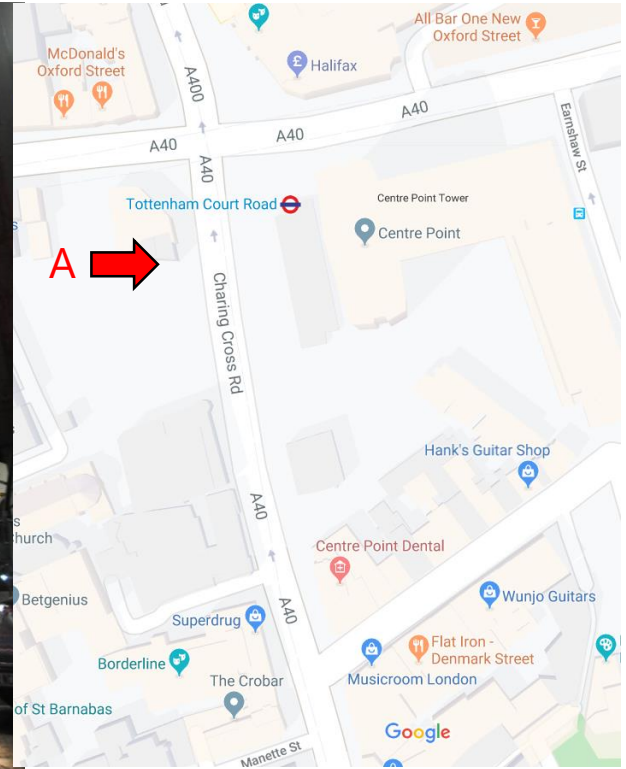 All Bar One New
Oxford Street
McDonald's
Oxford Street
Halifax
A400
A40
A40
A40
A40
Earnshaw St
Tottenham Court Road
Centre Point Tower
Centre Point
A
Charing Cross Rd
Hank's Guitar Shop
A40
Centre Point Dental
hurch
Betgenius
Wunjo Guitars
Superdrug
A40
Flat Iron -
Denmark Street
Borderline
The Crobar
Musicroom London
of St Barnabas
Google
Manette St